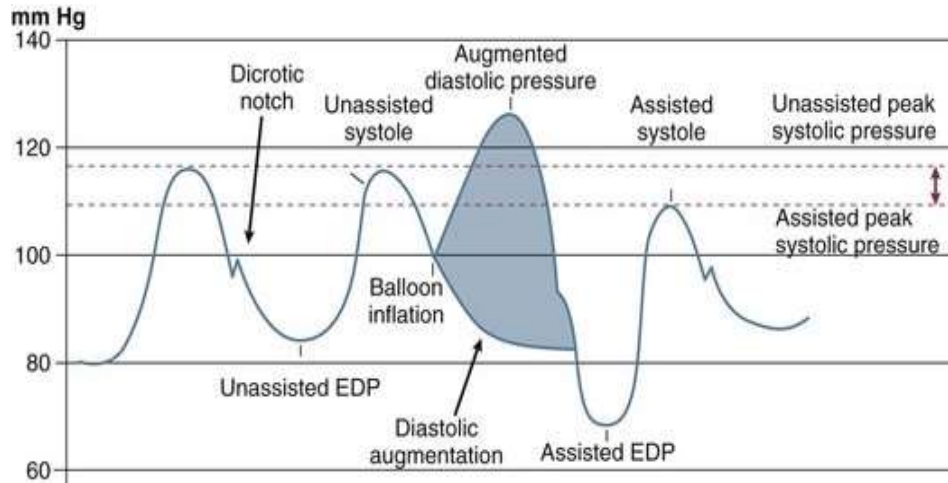 mm Hg
140
120
100
80
60
Dicrotic
notch
Unassisted
systole
Augmented
diastolic pressure
Assisted
systole
Unassisted peak
systolic pressure
Assisted peak
systolic pressure
Balloon
inflation
Unassisted EDP
Diastolic
augmentation
Assisted EDP